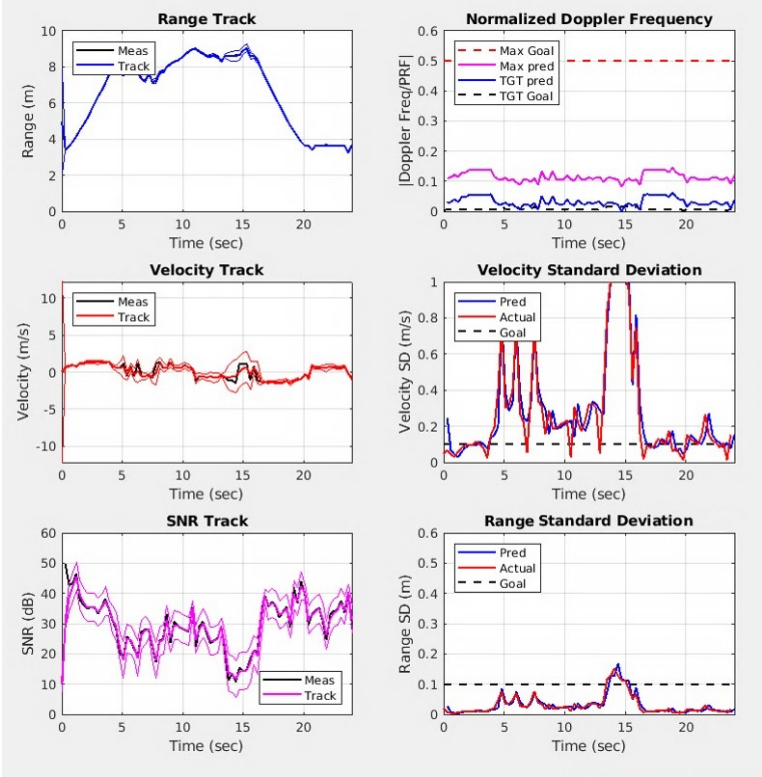 Range Track
10
8
6
4
2
0
Range (m)
Meas
Track
0 5 10 15 20
Time (sec)
Normalized Doppler Frequency
0.6
0.5
0.4
0.3
0.2
0.1
0
|Doppler Freq/PRF|
Max Goal
Max pred
TGT pred
TGT Goal
0 5 10 15 20
Time (sec)
Velocity Track
10
5
0
-5
-10
Velocity (m/s)
Meas
Track
0 5 10 15 20
Time (sec)
Velocity Standard Deviation
1
0.8
0.6
0.4
0.2
0
Velocity SD (m/s)
Pred
Actual
Goal
0 5 10 15 20
Time (sec)
SNR Track
60
50
40
30
20
10
0
SNR (dB)
Meas
Track
0 5 10 15 20
Time (sec)
Range Standard Deviation
0.6
0.5
0.4
0.3
0.2
0.1
0
Range SD (m)
Pred
Actual
Goal
0 5 10 15 20
Time (sec)